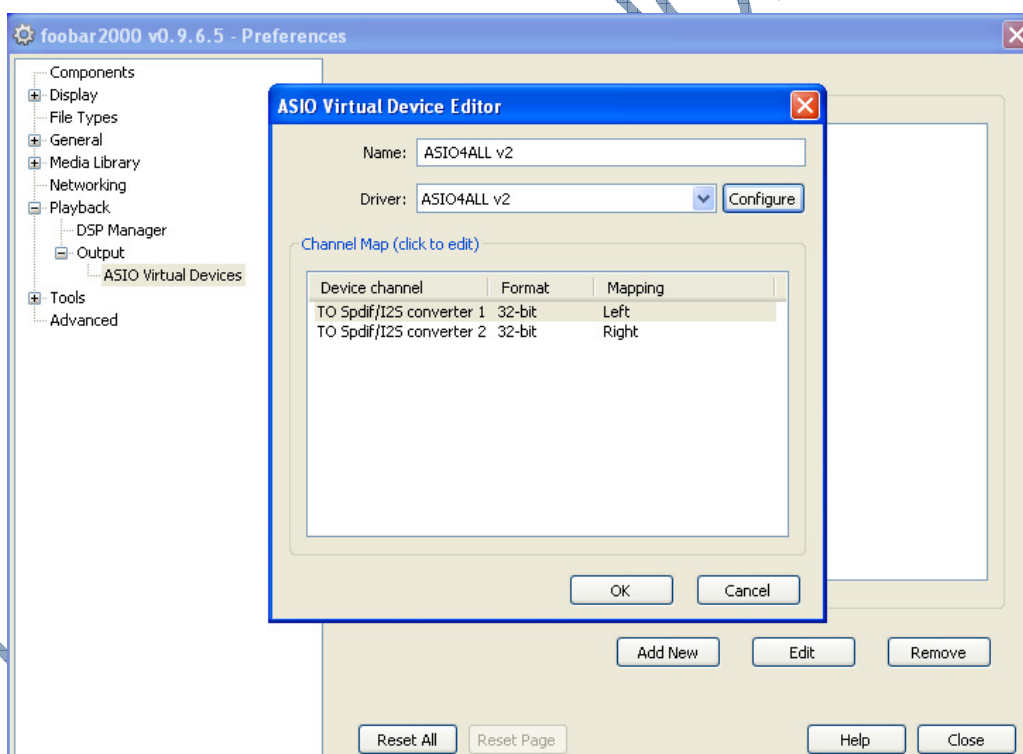 foobar2000 v0.9.6.5 - Preferences
Components
Display
File Types
General
Media Library
Networking
Playback
DSP Manager
Output
ASIO Virtual Devices
Tools
Advanced
ASIO Virtual Device Editor
Name: ASIO4ALL v2
Driver: ASIO4ALL v2 Configure
Channel Map (click to edit)
Device channel Format Mapping
TO Spdif/I2S converter 1 32-bit Left
TO Spdif/I2S converter 2 32-bit Right
OK Cancel
Add New Edit Remove
Reset All Reset Page Help Close